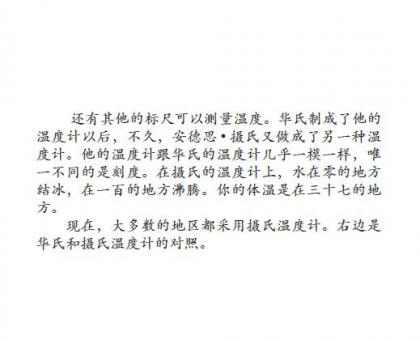 还有其他的标尺可以测量温度。华氏制成了他的
温度计以后，不久，安德思·摄氏又做成了另一种温
度计。他的温度计跟华氏的温度计几乎一模一样，唯
一不同的是刻度。在摄氏的温度计上，水在零的地方
结冰，在一百的地方沸腾。你的体温是在三十七的地
方。
现在，大多数的地区都采用摄氏温度计。右边是
华氏和摄氏温度计的对照。